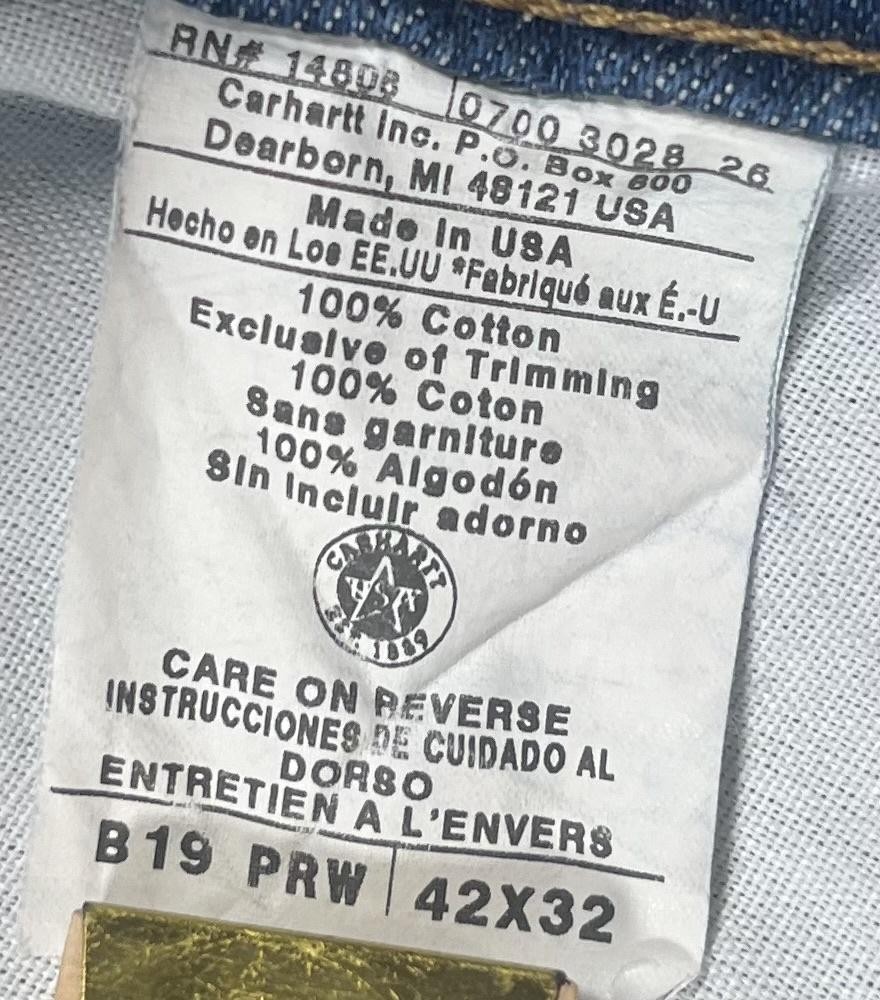 RN# 14806 0700 3028 26
Carhartt Inc. P.O. Box 600
Dearborn, MI 48121 USA
Made In USA
Hecho en Los EE.UU *Fabriqué aux É.-U
100% Cotton
Exclusive of Trimming
100% Coton
Sans garniture
100% Algodón
Sin incluir adorno
CARHARTT
USA
EST. 1889
CARE ON REVERSE
INSTRUCCIONES DE CUIDADO AL
DORSO
ENTRETIEN A L'ENVERS
B19 PRW 42X32